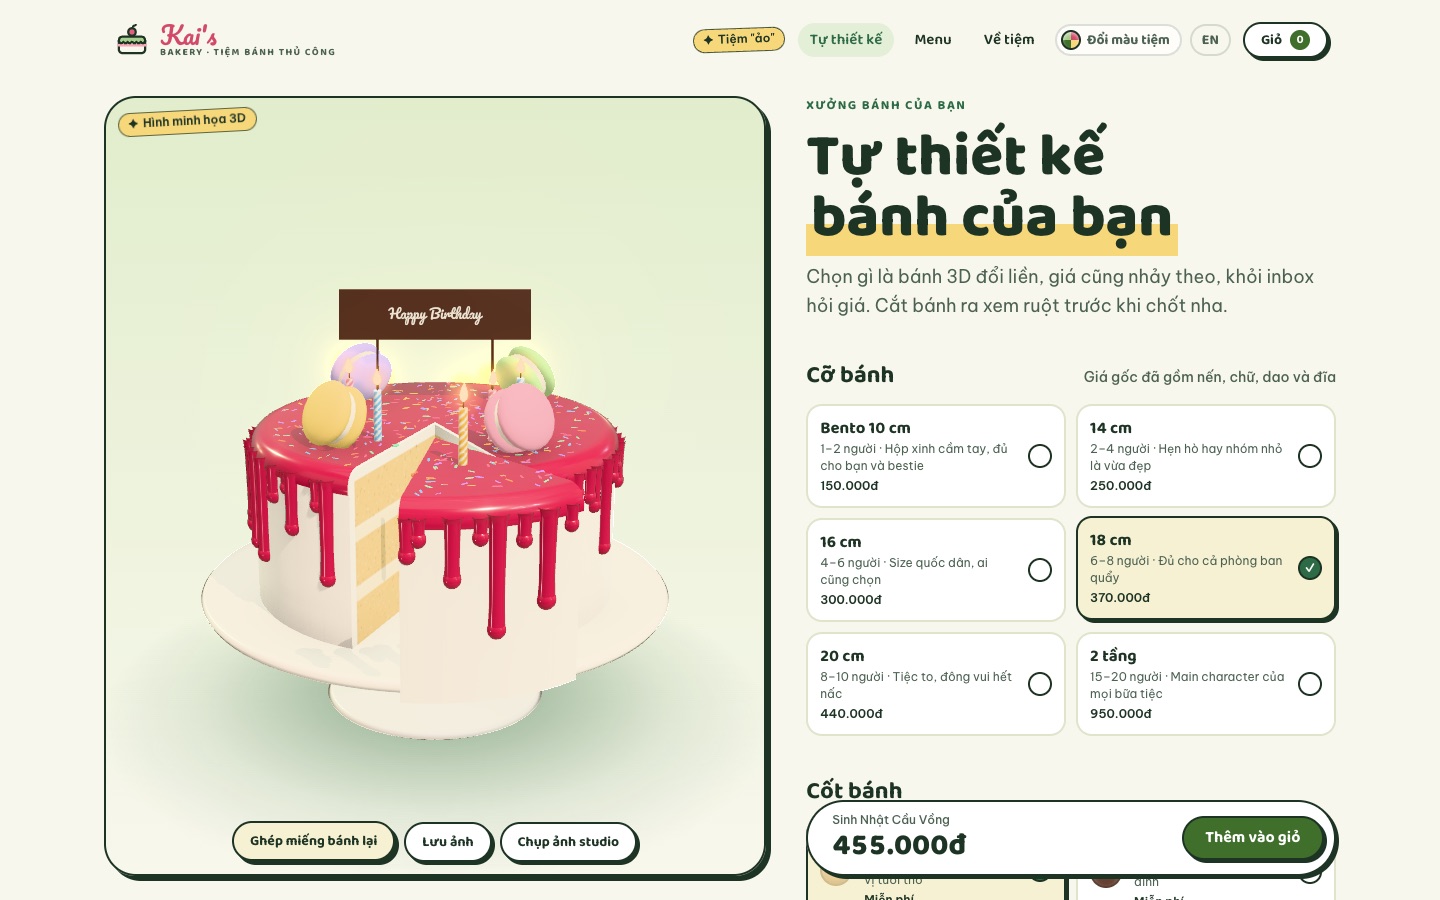 Kai's
BAKERY · TIỆM BÁNH THỦ CÔNG
Tiệm "ảo"
Tự thiết kế
Menu
Về tiệm
Đổi màu tiệm
EN
Giỏ 0
Hình minh họa 3D
Happy Birthday
Ghép miếng bánh lại
Lưu ảnh
Chụp ảnh studio
XƯỞNG BÁNH CỦA BẠN
Tự thiết kế
bánh của bạn
Chọn gì là bánh 3D đổi liền, giá cũng nhảy theo, khỏi inbox
hỏi giá. Cắt bánh ra xem ruột trước khi chốt nha.
Cỡ bánh
Giá gốc đã gồm nến, chữ, dao và đĩa
Bento 10 cm
1–2 người · Hộp xinh cầm tay, đủ
cho bạn và bestie
150.000đ
14 cm
2–4 người · Hẹn hò hay nhóm nhỏ
là vừa đẹp
250.000đ
16 cm
4–6 người · Size quốc dân, ai
cũng chọn
300.000đ
18 cm
6–8 người · Đủ cho cả phòng ban
quẩy
370.000đ
20 cm
8–10 người · Tiệc to, đông vui hết
nấc
440.000đ
2 tầng
15–20 người · Main character của
mọi bữa tiệc
950.000đ
Cốt bánh
Sinh Nhật Cầu Vồng
455.000đ
Thêm vào giỏ
vị tuổi thơ
Miễn phí
đỉnh
Miễn phí